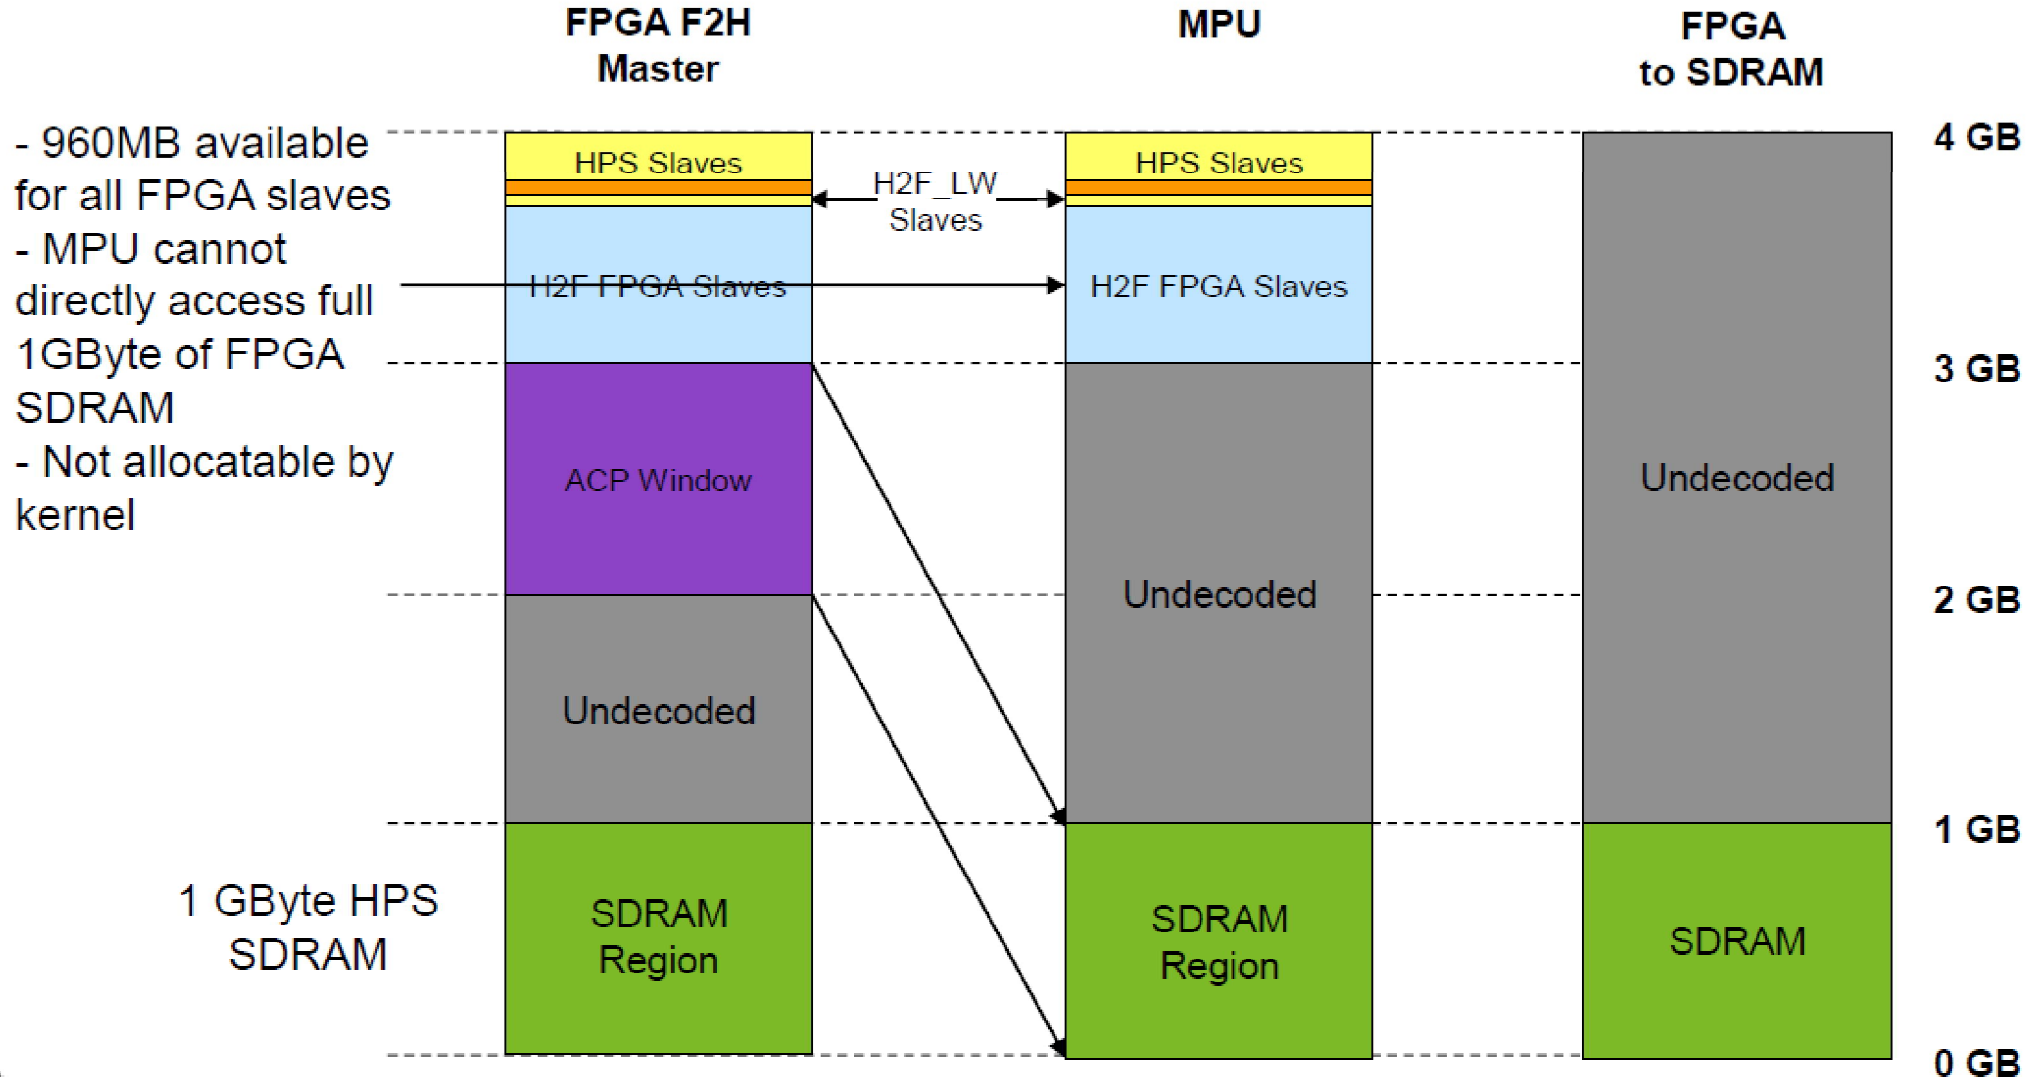 FPGA F2H
Master
MPU
FPGA
to SDRAM
- 960MB available
for all FPGA slaves
- MPU cannot
directly access full
1GByte of FPGA
SDRAM
- Not allocatable by
kernel
1 GByte HPS
SDRAM
HPS Slaves
H2F FPGA Slaves
ACP Window
Undecoded
SDRAM
Region
H2F_LW
Slaves
HPS Slaves
H2F FPGA Slaves
Undecoded
SDRAM
Region
Undecoded
SDRAM
4 GB
3 GB
2 GB
1 GB
0 GB